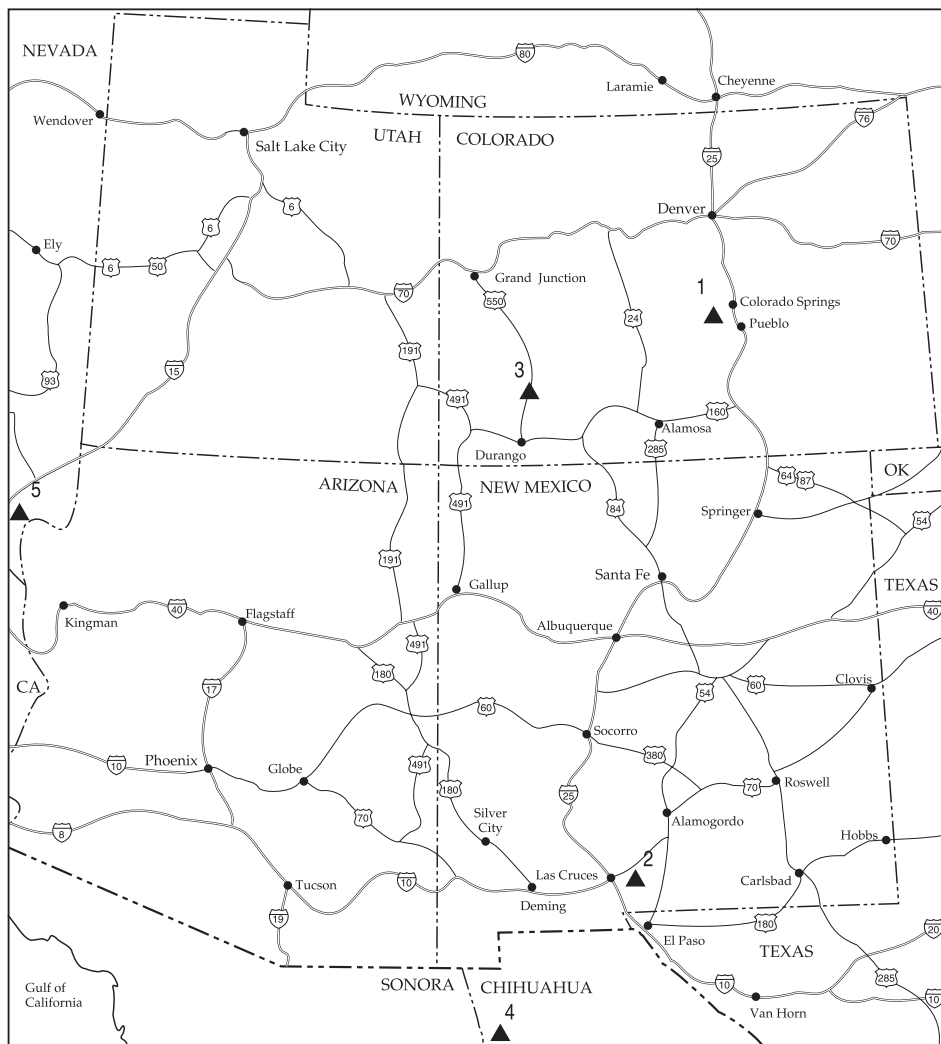 NEVADA
80
Laramie
Cheyenne
WYOMING
Wendover
UTAH
COLORADO
76
Salt Lake City
25
6
Denver
6
Ely
70
6
50
Grand Junction
70
550
1
Colorado Springs
24
Pueblo
191
15
93
3
491
160
Alamosa
Durango
285
64
87
OK
ARIZONA
NEW MEXICO
5
491
84
Springer
54
191
Santa Fe
Gallup
TEXAS
Kingman
40
Flagstaff
40
Albuquerque
491
180
CA
54
60
Clovis
17
60
Socorro
380
10
Phoenix
Globe
491
180
25
70
Roswell
70
Silver
City
Alamogordo
8
Hobbs
2
Las Cruces
Carlsbad
Tucson
10
Deming
19
180
El Paso
20
TEXAS
SONORA
CHIHUAHUA
285
Gulf of
California
10
10
4
Van Horn